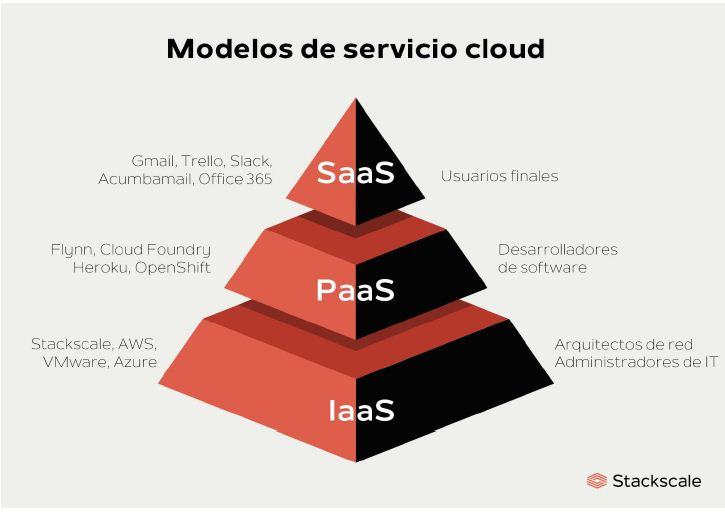 Modelos de servicio cloud
Gmail, Trello, Slack,
Acumbamail, Office 365
SaaS
Usuarios finales
Flynn, Cloud Foundry
Heroku, OpenShift
PaaS
Desarrolladores
de software
Stackscale, AWS,
VMware, Azure
IaaS
Arquitectos de red
Administradores de IT
Stackscale